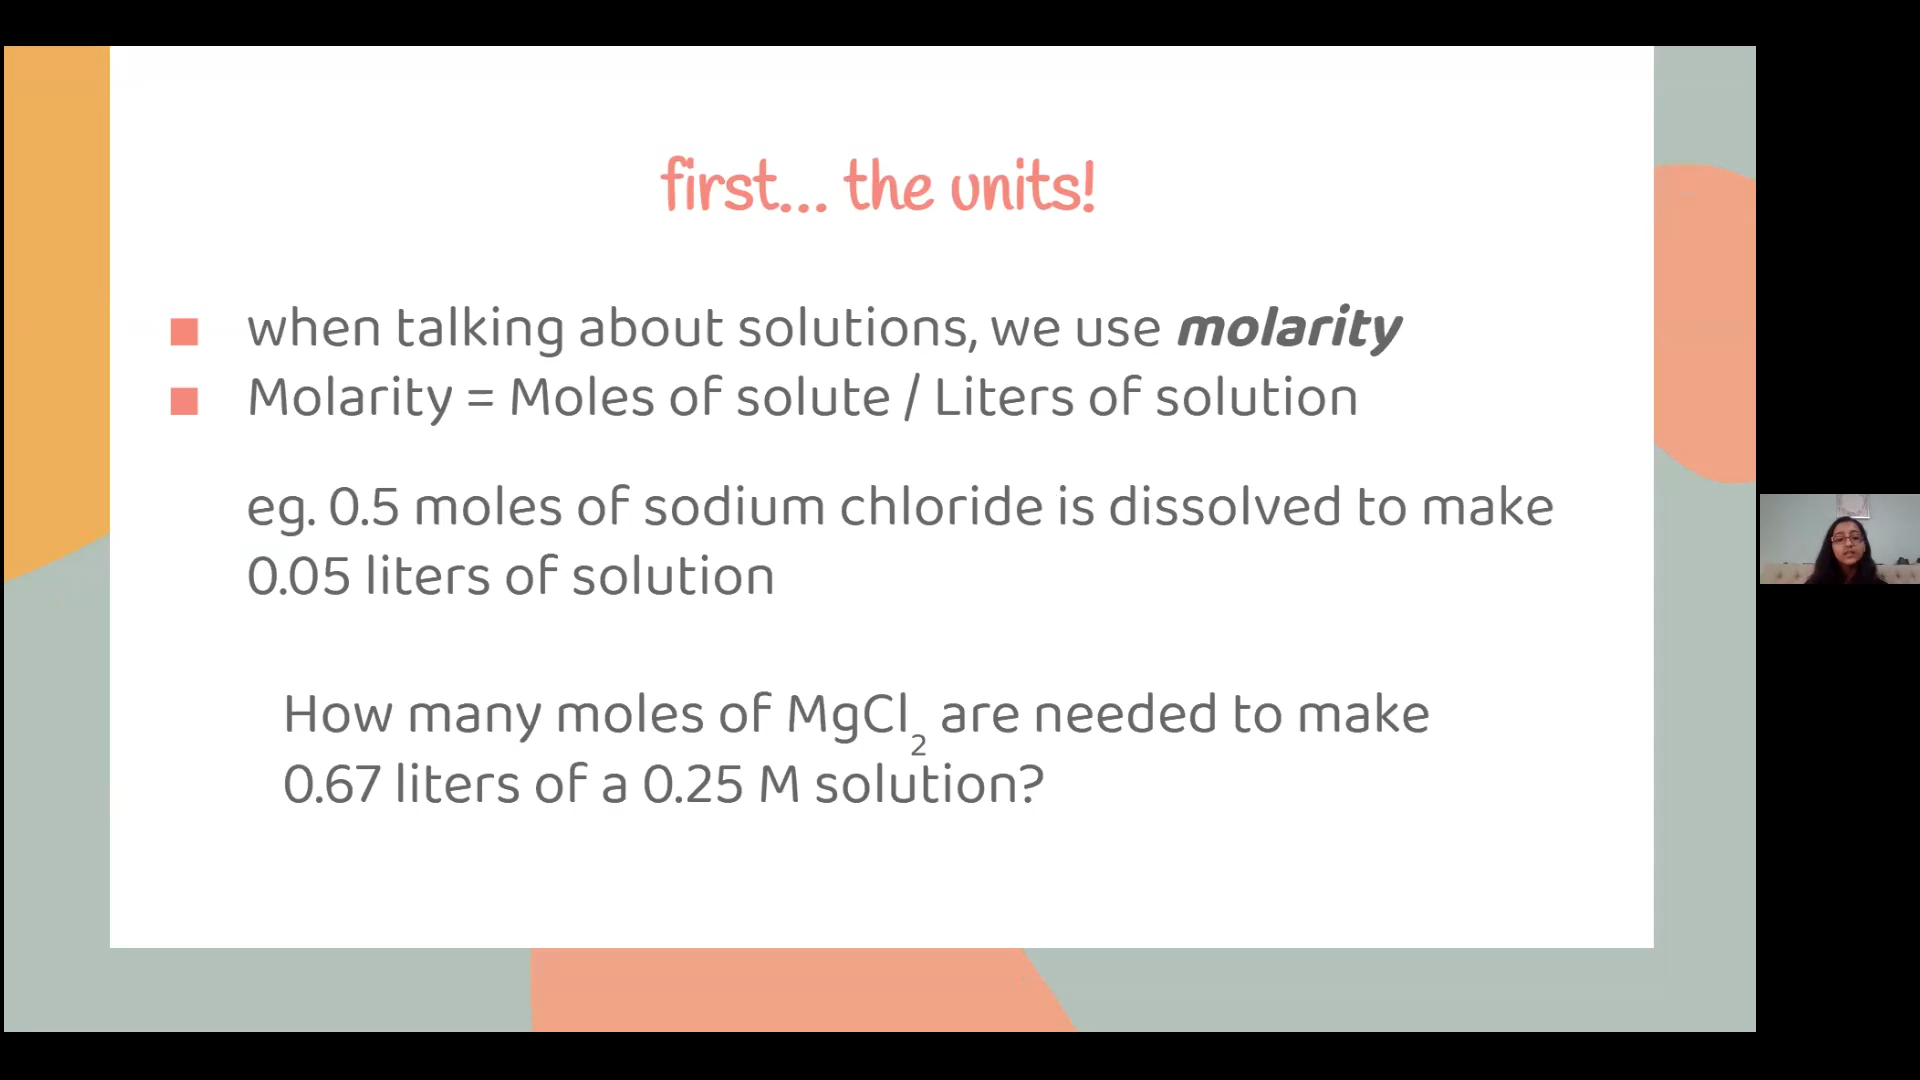 first... the units!
when talking about solutions, we use molarity
Molarity = Moles of solute / Liters of solution
eg. 0.5 moles of sodium chloride is dissolved to make
0.05 liters of solution
How many moles of MgCl₂ are needed to make
0.67 liters of a 0.25 M solution?